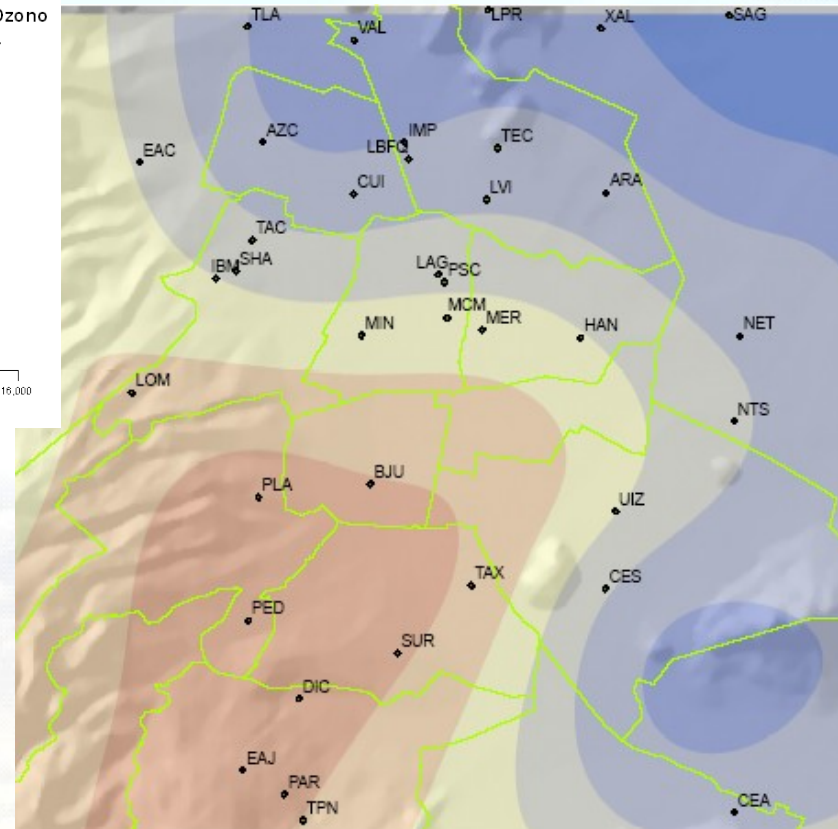 Ozono
16,000
TLA
VAL
LPR
XAL
SAG
AZC
IMP
TEC
LBFQ
EAC
CUI
LVI
ARA
TAC
SHA
IBM
LAG
PSC
MCM
MER
MIN
HAN
NET
LOM
NTS
BJU
PLA
UIZ
TAX
CES
PED
SUR
DIC
EAJ
PAR
TPN
CEA